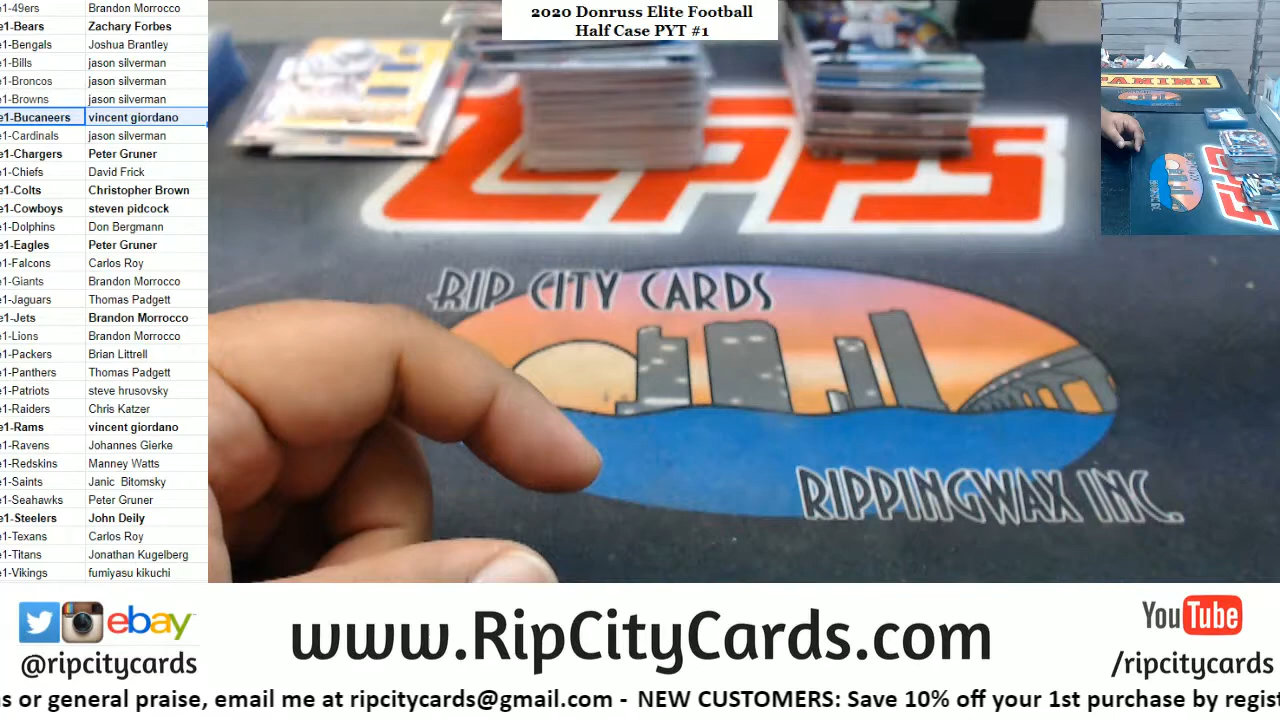 2020 Donruss Elite Football
Half Case PYT #1
e1-49ers Brandon Morrocco
e1-Bears Zachary Forbes
e1-Bengals Joshua Brantley
e1-Bills jason silverman
e1-Broncos jason silverman
e1-Browns jason silverman
e1-Bucaneers vincent giordano
e1-Cardinals jason silverman
e1-Chargers Peter Gruner
e1-Chiefs David Frick
e1-Colts Christopher Brown
e1-Cowboys steven pidcock
e1-Dolphins Don Bergmann
e1-Eagles Peter Gruner
e1-Falcons Carlos Roy
e1-Giants Brandon Morrocco
e1-Jaguars Thomas Padgett
e1-Jets Brandon Morrocco
e1-Lions Brandon Morrocco
e1-Packers Brian Littrell
e1-Panthers Thomas Padgett
e1-Patriots steve hrusovsky
e1-Raiders Chris Katzer
e1-Rams vincent giordano
e1-Ravens Johannes Gierke
e1-Redskins Manney Watts
e1-Saints Janic Bitomsky
e1-Seahawks Peter Gruner
e1-Steelers John Deily
e1-Texans Carlos Roy
e1-Titans Jonathan Kugelberg
e1-Vikings fumiyasu kikuchi
PANINI
RIP CITY CARDS
RIPPINGWAX INC.
ebay
@ripcitycards
www.RipCityCards.com
YouTube
/ripcitycards
s or general praise, email me at ripcitycards@gmail.com - NEW CUSTOMERS: Save 10% off your 1st purchase by regist